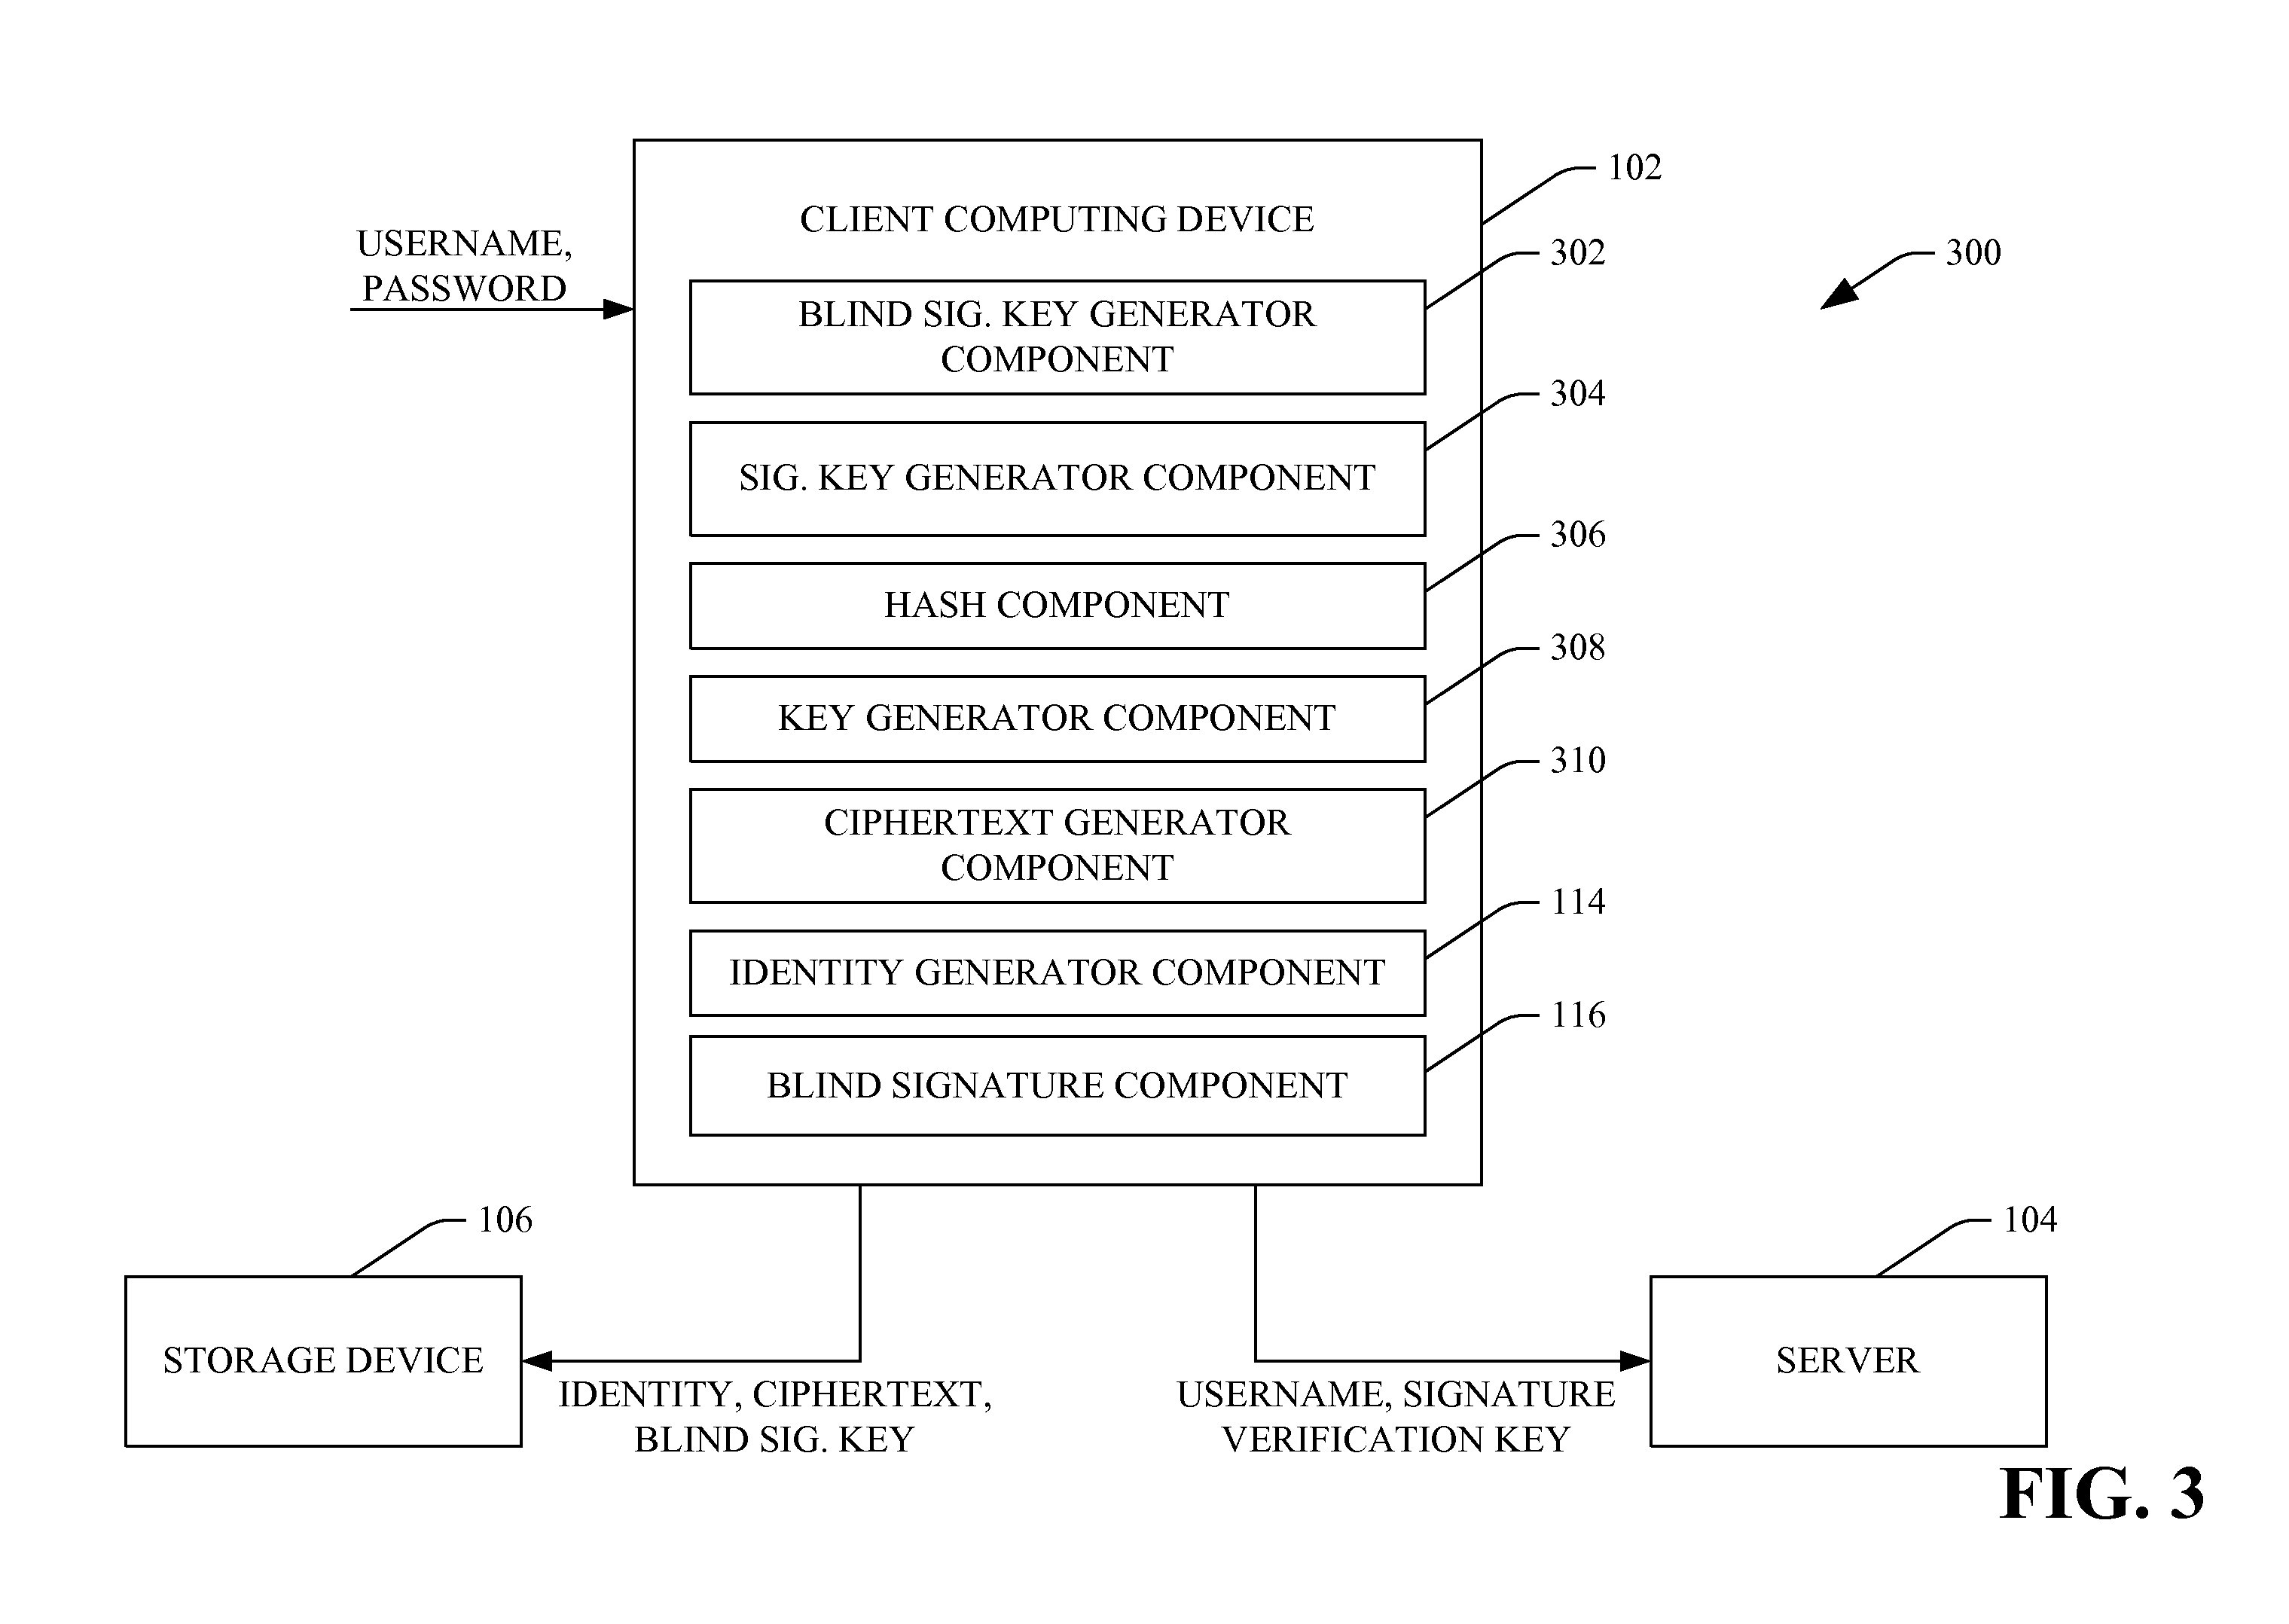 102
CLIENT COMPUTING DEVICE
USERNAME,
PASSWORD
302
300
BLIND SIG. KEY GENERATOR
COMPONENT
304
SIG. KEY GENERATOR COMPONENT
306
HASH COMPONENT
308
KEY GENERATOR COMPONENT
310
CIPHERTEXT GENERATOR
COMPONENT
114
IDENTITY GENERATOR COMPONENT
116
BLIND SIGNATURE COMPONENT
106
104
STORAGE DEVICE
SERVER
IDENTITY, CIPHERTEXT,
BLIND SIG. KEY
USERNAME, SIGNATURE
VERIFICATION KEY
FIG. 3